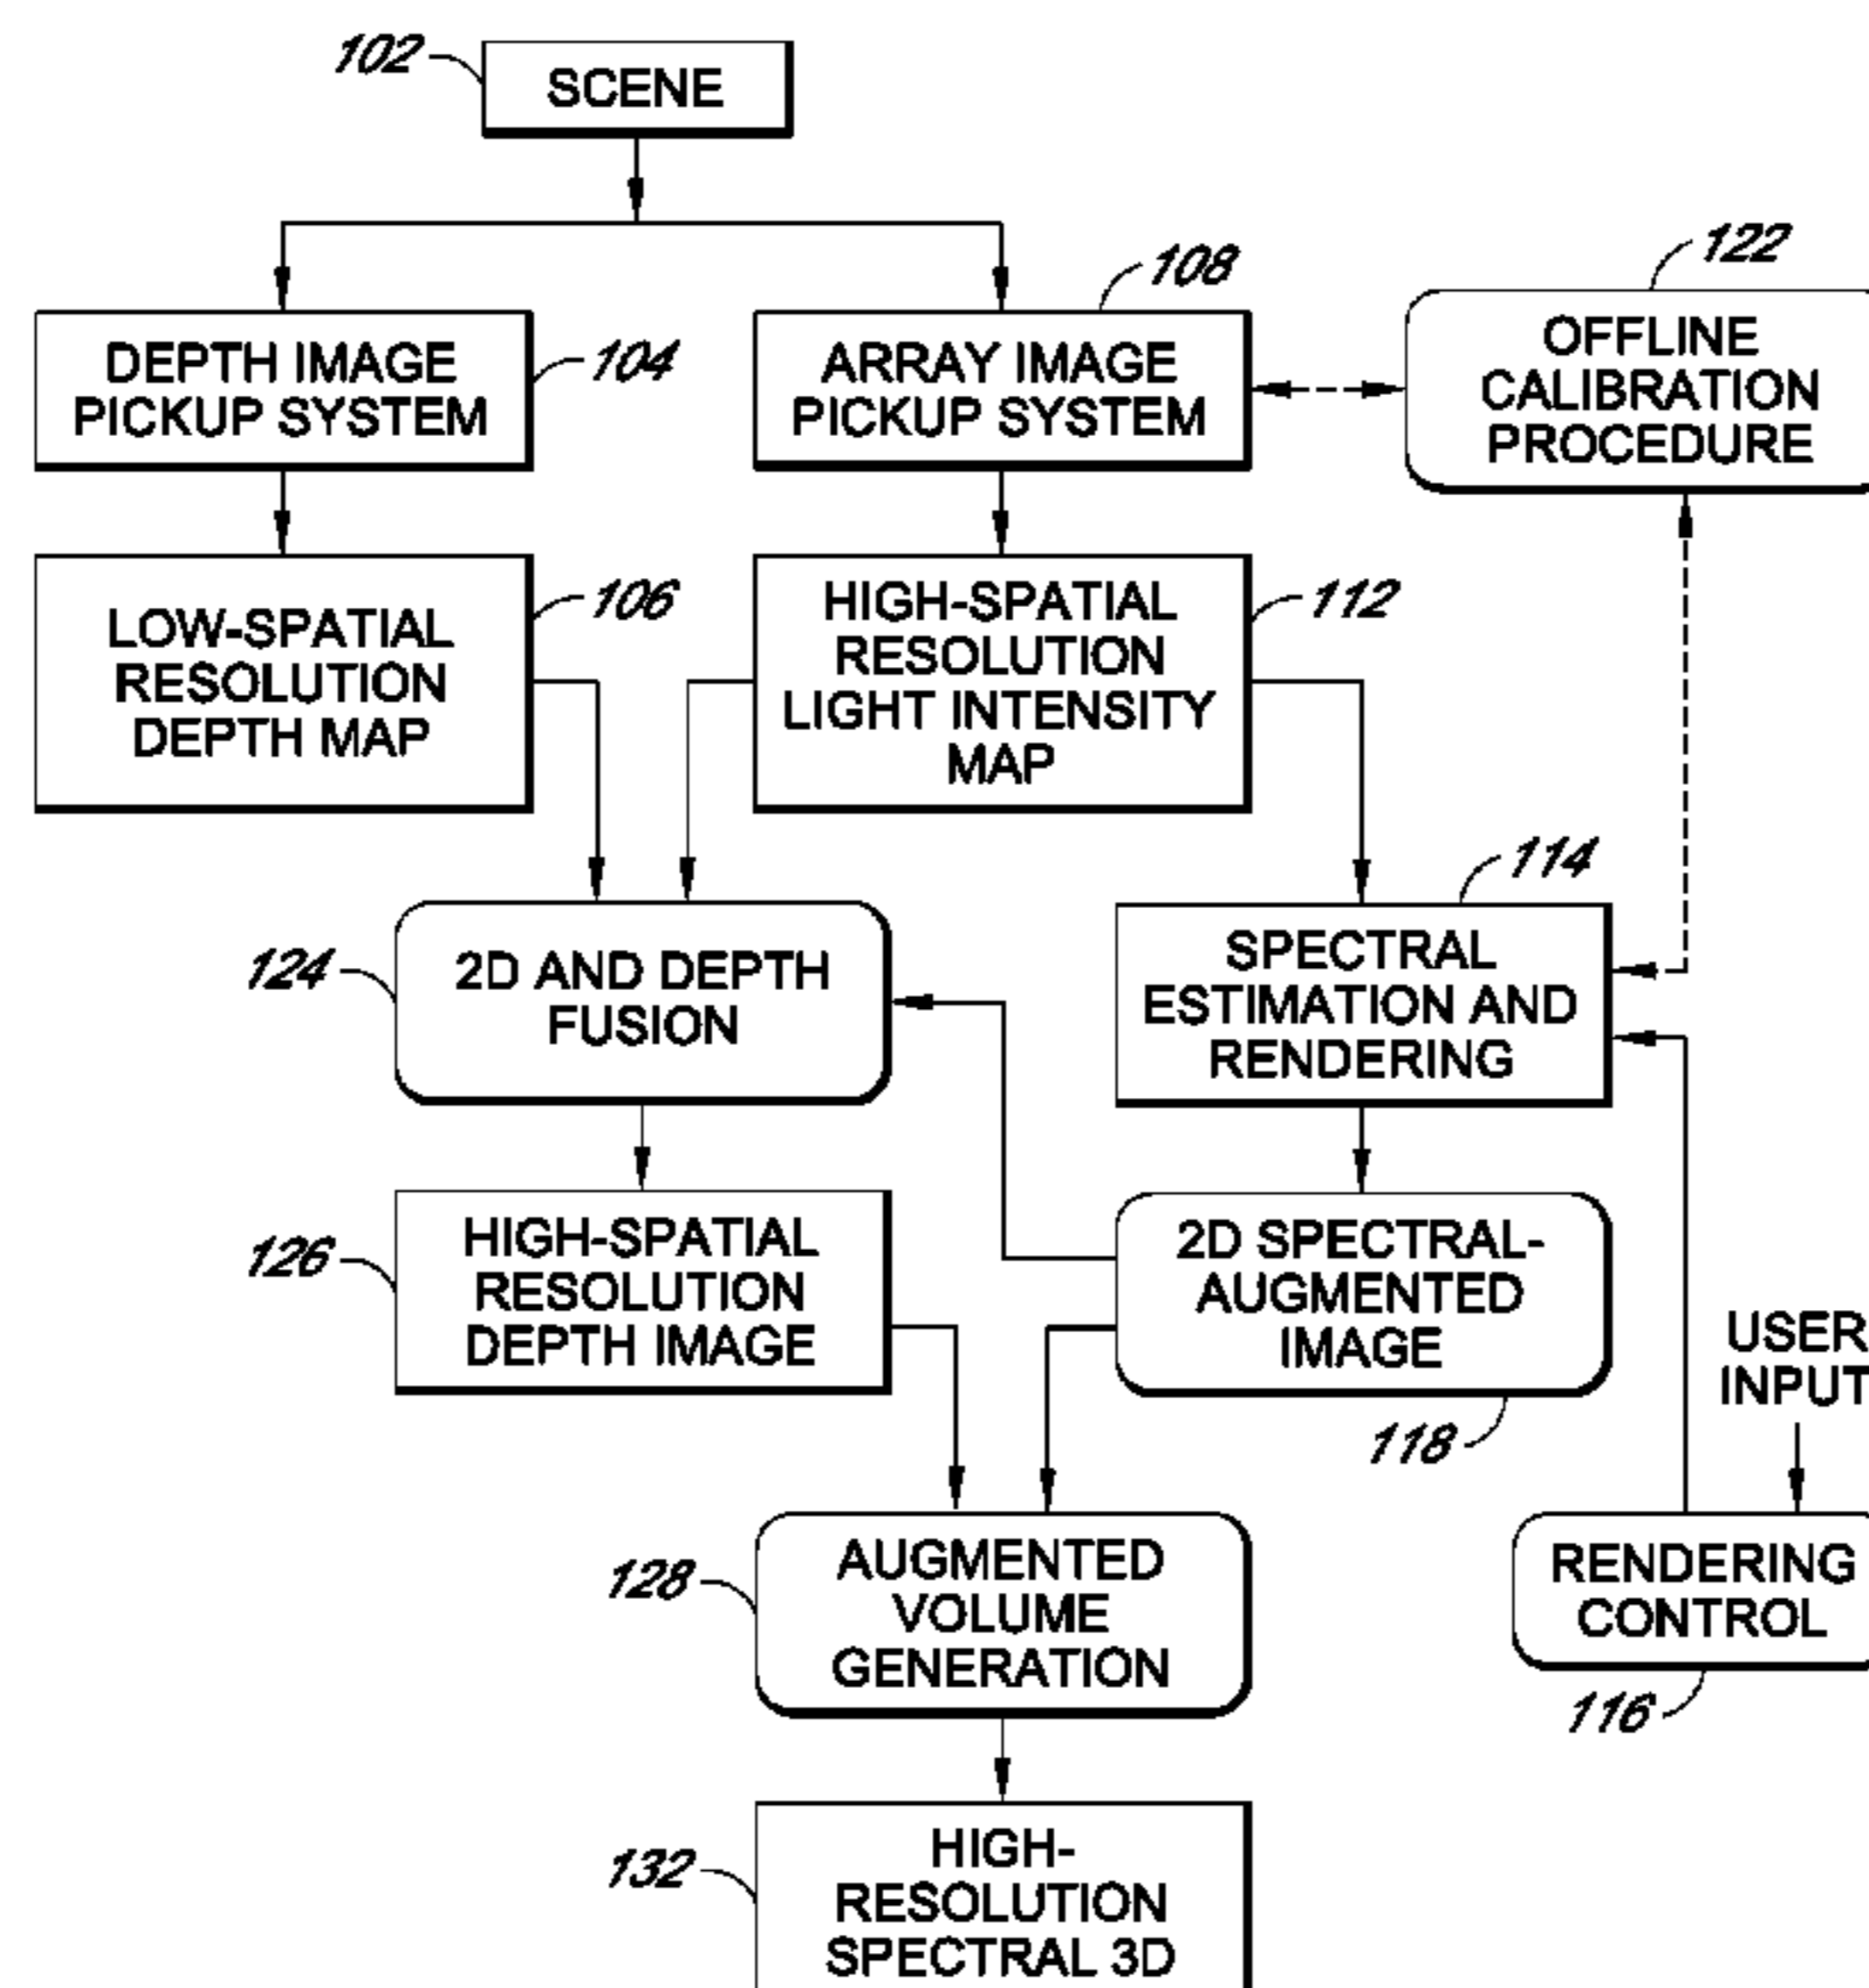 102
SCENE
108
122
DEPTH IMAGE
PICKUP SYSTEM
104
ARRAY IMAGE
PICKUP SYSTEM
OFFLINE
CALIBRATION
PROCEDURE
LOW-SPATIAL
RESOLUTION
DEPTH MAP
106
HIGH-SPATIAL
RESOLUTION
LIGHT INTENSITY
MAP
112
114
124
2D AND DEPTH
FUSION
SPECTRAL
ESTIMATION AND
RENDERING
126
HIGH-SPATIAL
RESOLUTION
DEPTH IMAGE
2D SPECTRAL-
AUGMENTED
IMAGE
118
USER
INPUT
128
AUGMENTED
VOLUME
GENERATION
RENDERING
CONTROL
116
132
HIGH-
RESOLUTION
SPECTRAL 3D